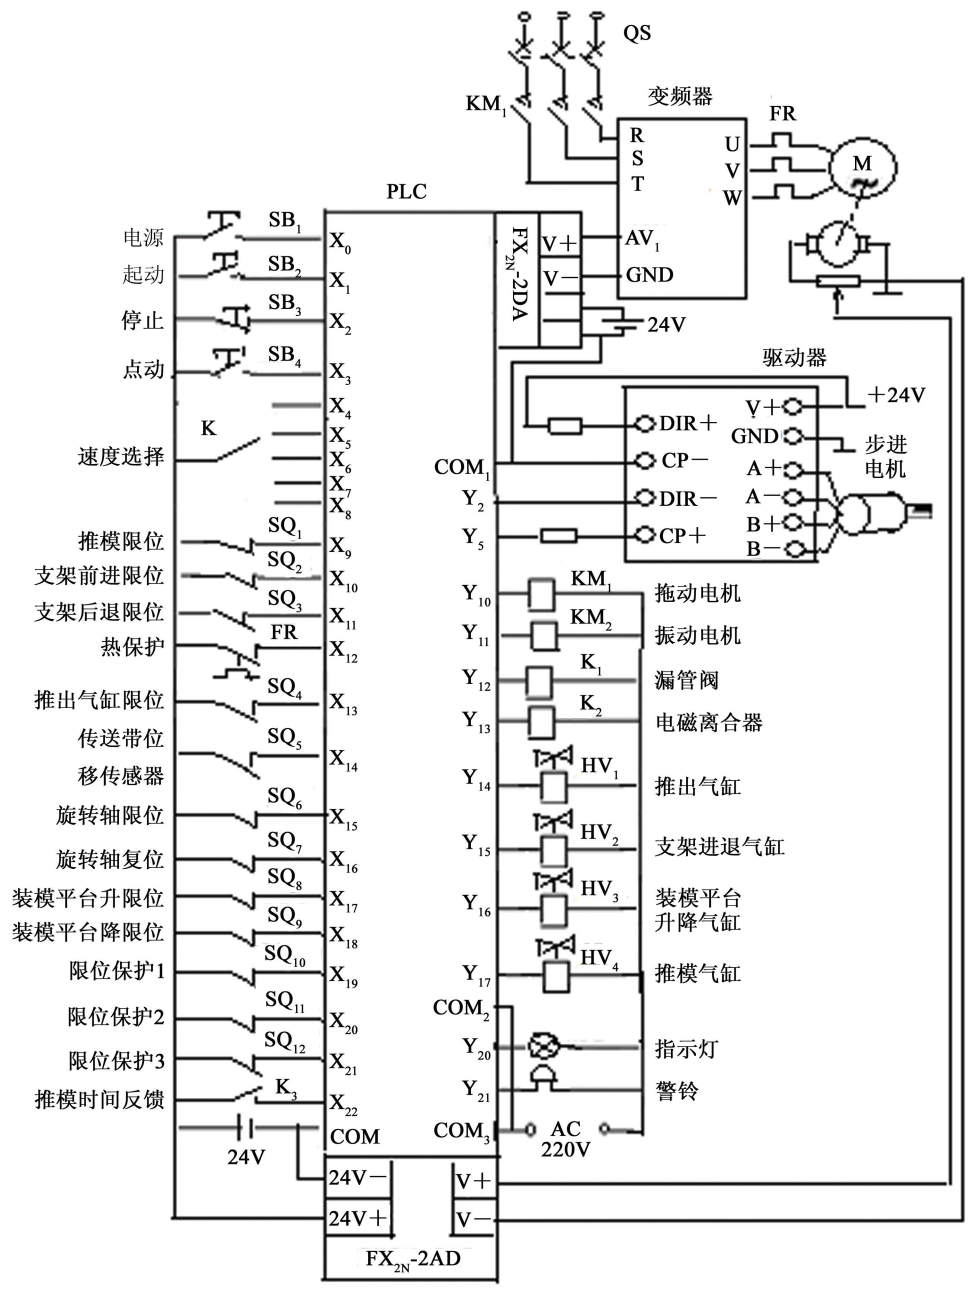 QS
KM₁
变频器
FR
R
S
T
U
V
W
M
PLC
AV₁
GND
FX₂N-2DA
V+
V−
24V
电源
SB₁
X₀
起动
SB₂
X₁
停止
SB₃
X₂
点动
SB₄
X₃
X₄
K
X₅
速度选择
X₆
X₇
X₈
驱动器
+24V
V+
DIR+
GND
步进
电机
COM₁
CP−
A+
Y₂
DIR−
A−
Y₅
CP+
B+
B−
推模限位
SQ₁
X₉
支架前进限位
SQ₂
X₁₀
支架后退限位
SQ₃
X₁₁
热保护
FR
X₁₂
推出气缸限位
SQ₄
X₁₃
传送带位
移传感器
SQ₅
X₁₄
旋转轴限位
SQ₆
X₁₅
旋转轴复位
SQ₇
X₁₆
装模平台升限位
SQ₈
X₁₇
装模平台降限位
SQ₉
X₁₈
限位保护1
SQ₁₀
X₁₉
限位保护2
SQ₁₁
X₂₀
限位保护3
SQ₁₂
X₂₁
推模时间反馈
K₃
X₂₂
24V
COM
Y₁₀
KM₁
拖动电机
Y₁₁
KM₂
振动电机
Y₁₂
K₁
漏管阀
Y₁₃
K₂
电磁离合器
Y₁₄
HV₁
推出气缸
Y₁₅
HV₂
支架进退气缸
Y₁₆
HV₃
装模平台
升降气缸
Y₁₇
HV₄
推模气缸
COM₂
Y₂₀
指示灯
Y₂₁
警铃
COM₃
AC
220V
24V−
V+
24V+
V−
FX₂N-2AD